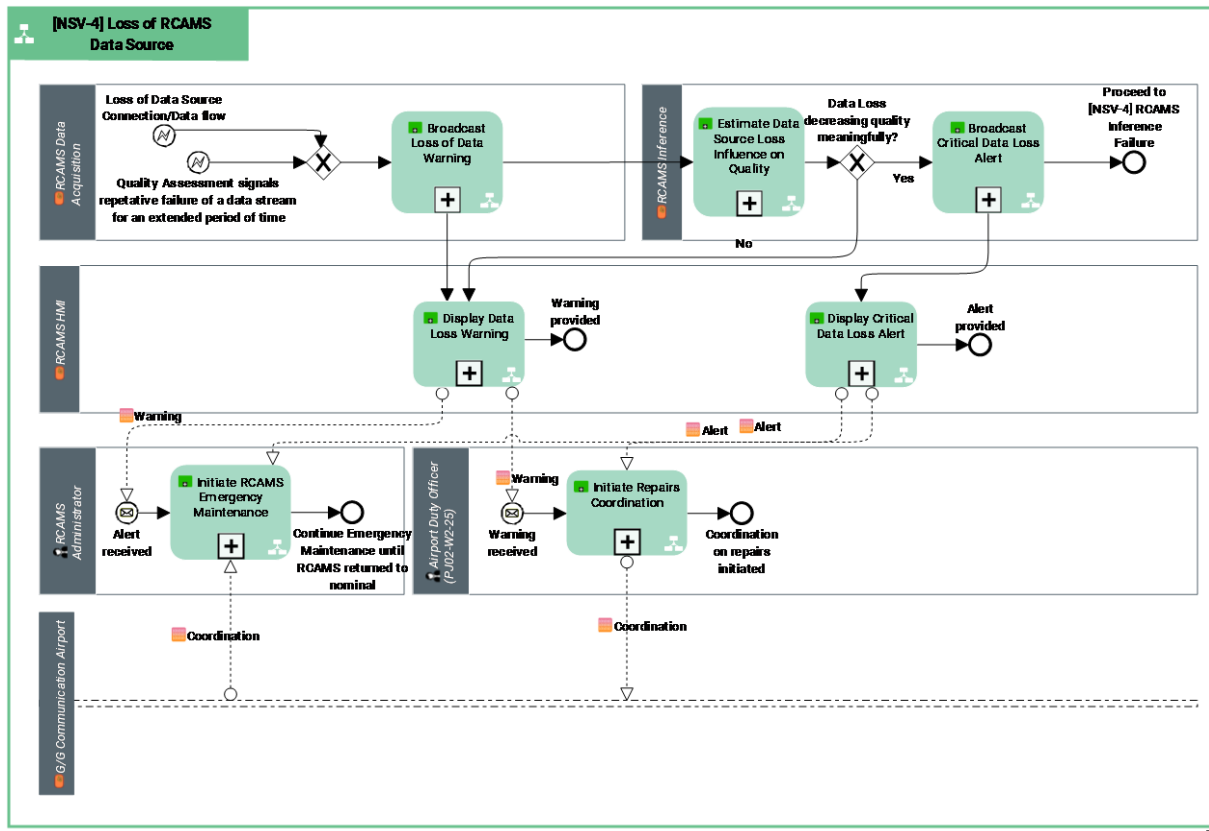 [NSV-4] Loss of RCAMS
Data Source
RCAMS Data
Acquisition
Loss of Data Source
Connection/Data flow
Quality Assessment signals
repetative failure of a data stream
for an extended period of time
Broadcast
Loss of Data
Warning
RCAMS Inference
Estimate Data
Source Loss
Influence on
Quality
Data Loss
decreasing quality
meaningfully?
Yes
No
Broadcast
Critical Data Loss
Alert
Proceed to
[NSV-4] RCAMS
Inference
Failure
RCAMS HMI
Display Data
Loss Warning
Warning
provided
Display Critical
Data Loss Alert
Alert
provided
Warning
Alert
Alert
Warning
RCAMS
Administrator
Alert
received
Initiate RCAMS
Emergency
Maintenance
Continue Emergency
Maintenance until
RCAMS returned to
nominal
Airport Duty Officer
(PJ02-W2-25)
Warning
received
Initiate Repairs
Coordination
Coordination
on repairs
initiated
Coordination
Coordination
G/G Communication Airport